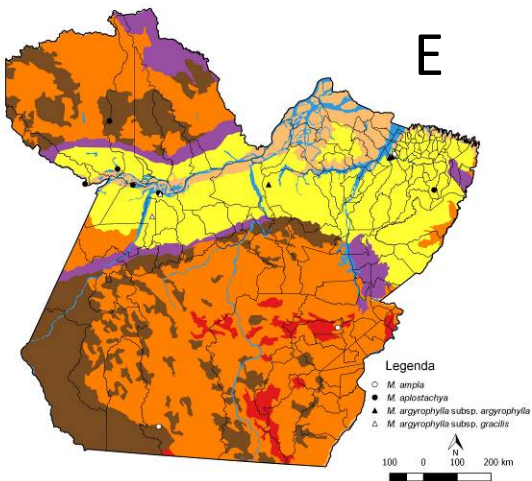 E
Legenda
M. ampla
M. aplostachya
M. argyrophylla subsp. argyrophylla
M. argyrophylla subsp. gracilis
N
100 0 100 200 km